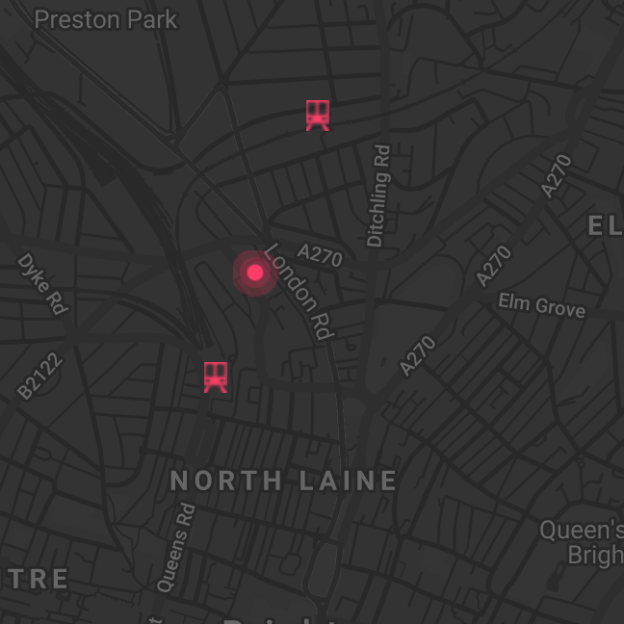 Preston Park
Ditchling Rd
A270
EL
A270
London Rd
A270
Dyke Rd
Elm Grove
A270
B2122
NORTH LAINE
Queens Rd
Queen's
Brigh
TRE